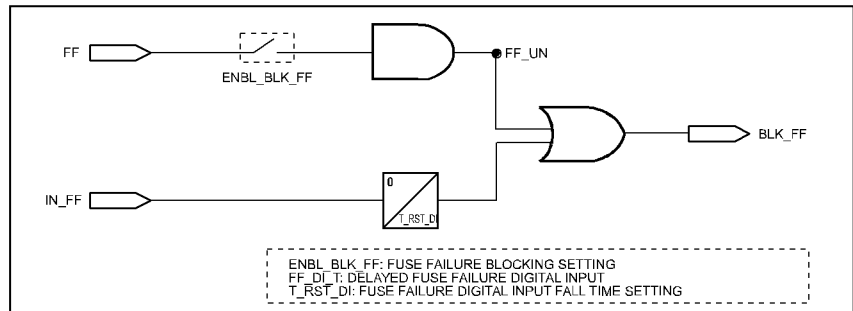 FF
ENBL_BLK_FF
FF_UN
BLK_FF
IN_FF
0
T_RST_DI
ENBL_BLK_FF: FUSE FAILURE BLOCKING SETTING
FF_DI_T: DELAYED FUSE FAILURE DIGITAL INPUT
T_RST_DI: FUSE FAILURE DIGITAL INPUT FALL TIME SETTING